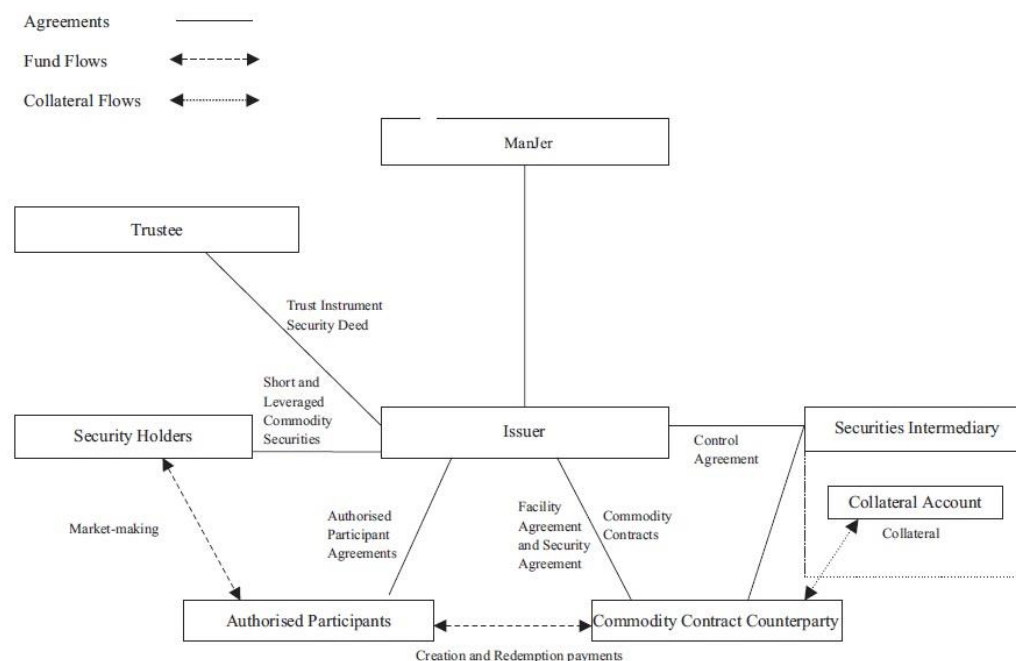 Agreements
Fund Flows
Collateral Flows
ManJer
Trustee
Trust Instrument
Security Deed
Short and
Leveraged
Commodity
Securities
Security Holders
Issuer
Control
Agreement
Securities Intermediary
Collateral Account
Collateral
Market-making
Authorised
Participant
Agreements
Facility
Agreement
and Security
Agreement
Commodity
Contracts
Authorised Participants
Commodity Contract Counterparty
Creation and Redemption payments